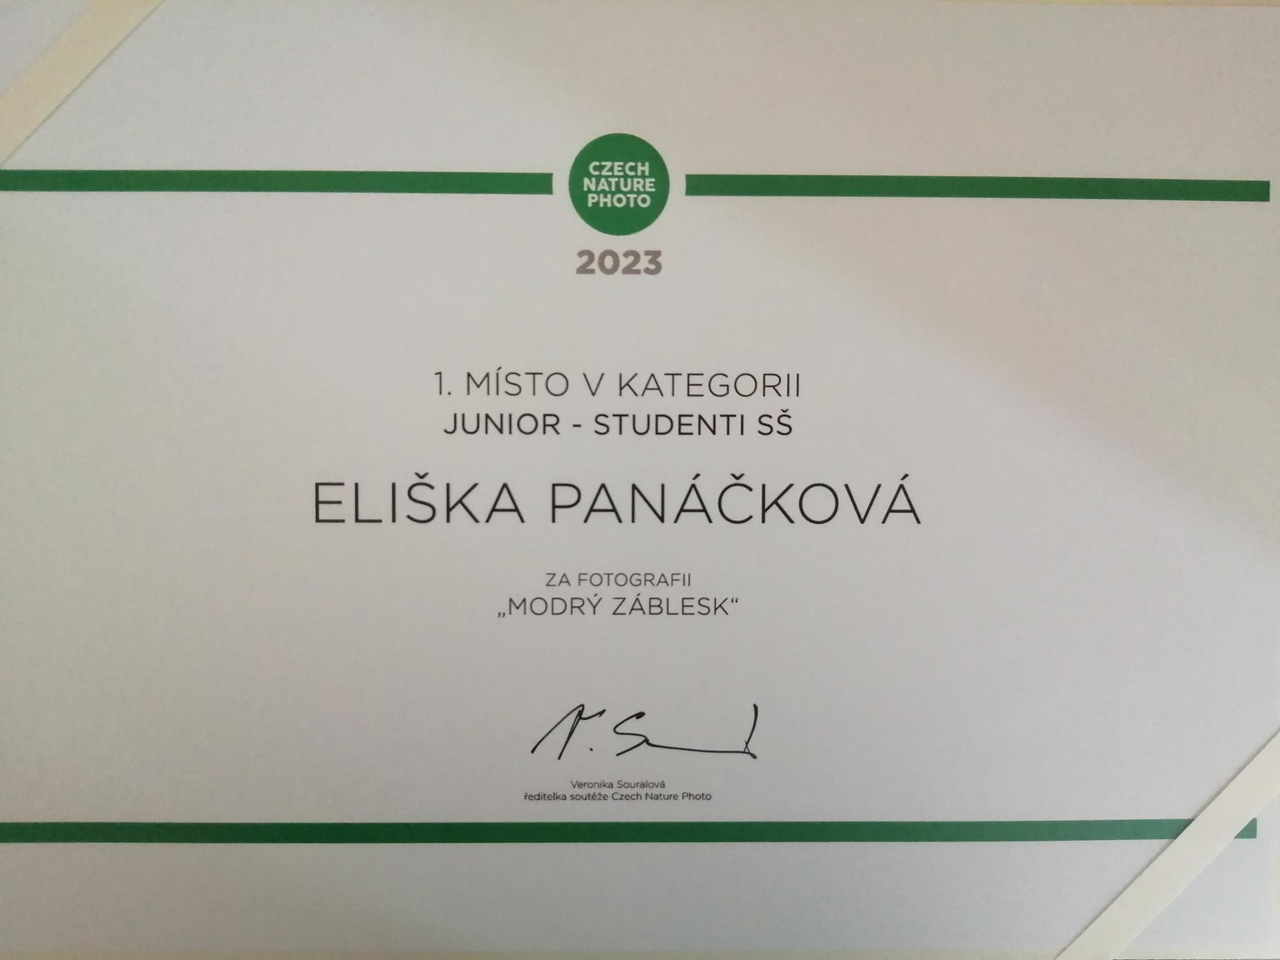 CZECH
NATURE
PHOTO
2023
1. MÍSTO V KATEGORII
JUNIOR - STUDENTI SŠ
ELIŠKA PANÁČKOVÁ
ZA FOTOGRAFII
„MODRÝ ZÁBLESK“
Veronika Souralová
ředitelka soutěže Czech Nature Photo